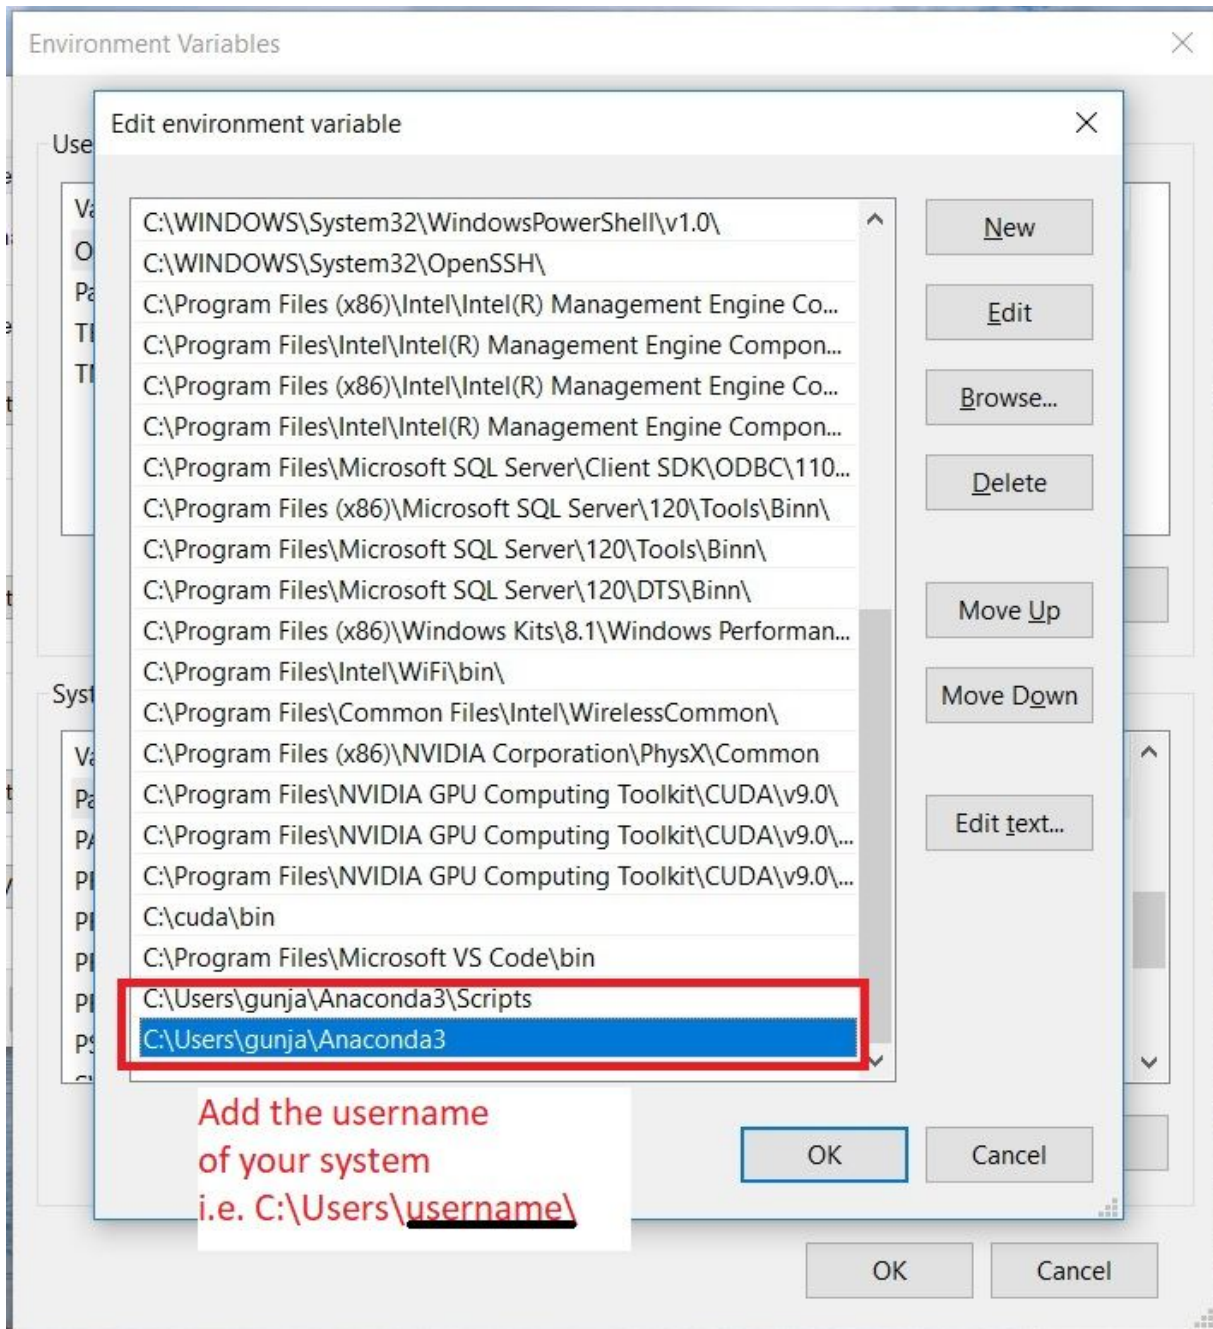 Environment Variables
Edit environment variable
Use
Va
O
Pa
TE
C:\WINDOWS\System32\WindowsPowerShell\v1.0\
C:\WINDOWS\System32\OpenSSH\
C:\Program Files (x86)\Intel\Intel(R) Management Engine Co...
C:\Program Files\Intel\Intel(R) Management Engine Compon...
C:\Program Files (x86)\Intel\Intel(R) Management Engine Co...
C:\Program Files\Intel\Intel(R) Management Engine Compon...
C:\Program Files\Microsoft SQL Server\Client SDK\ODBC\110...
C:\Program Files (x86)\Microsoft SQL Server\120\Tools\Binn\
C:\Program Files\Microsoft SQL Server\120\Tools\Binn\
C:\Program Files\Microsoft SQL Server\120\DTS\Binn\
C:\Program Files (x86)\Windows Kits\8.1\Windows Performan...
C:\Program Files\Intel\WiFi\bin\
C:\Program Files\Common Files\Intel\WirelessCommon\
C:\Program Files (x86)\NVIDIA Corporation\PhysX\Common
C:\Program Files\NVIDIA GPU Computing Toolkit\CUDA\v9.0\
C:\Program Files\NVIDIA GPU Computing Toolkit\CUDA\v9.0\...
C:\Program Files\NVIDIA GPU Computing Toolkit\CUDA\v9.0\...
C:\cuda\bin
C:\Program Files\Microsoft VS Code\bin
C:\Users\gunja\Anaconda3\Scripts
C:\Users\gunja\Anaconda3
New
Edit
Browse...
Delete
Move Up
Move Down
Edit text...
Syst
Va
Pa
Add the username
of your system
i.e. C:\Users\username\
OK
Cancel
OK
Cancel